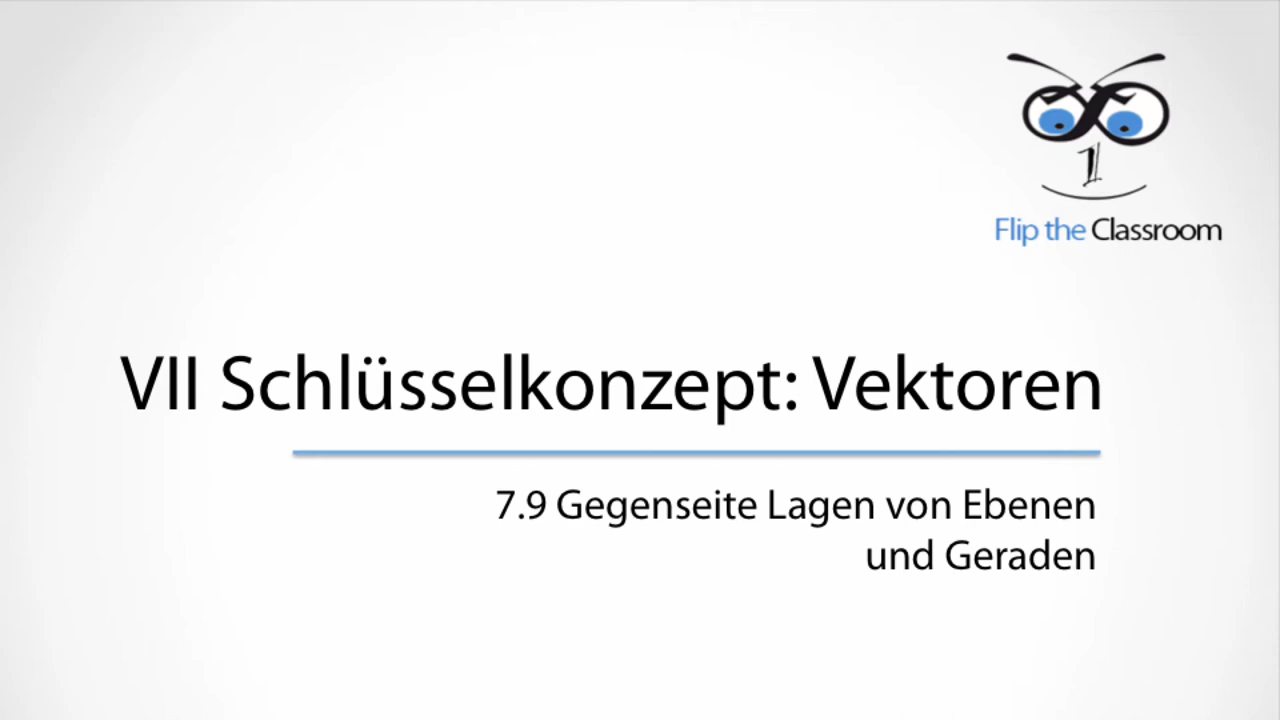 Flip the Classroom
VII Schlüsselkonzept: Vektoren
7.9 Gegenseite Lagen von Ebenen
und Geraden